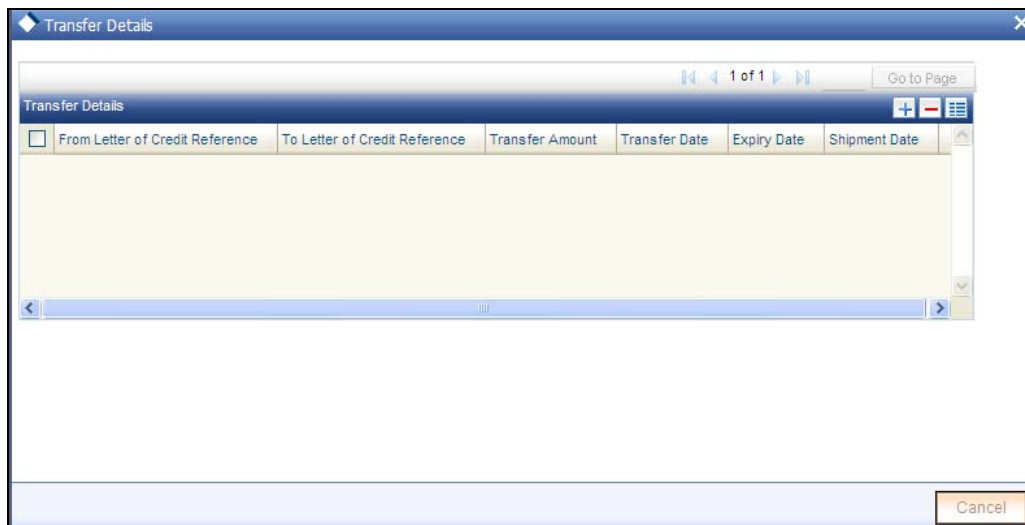 Transfer Details
1 of 1 Go to Page
Transfer Details
From Letter of Credit Reference To Letter of Credit Reference Transfer Amount Transfer Date Expiry Date Shipment Date
Cancel